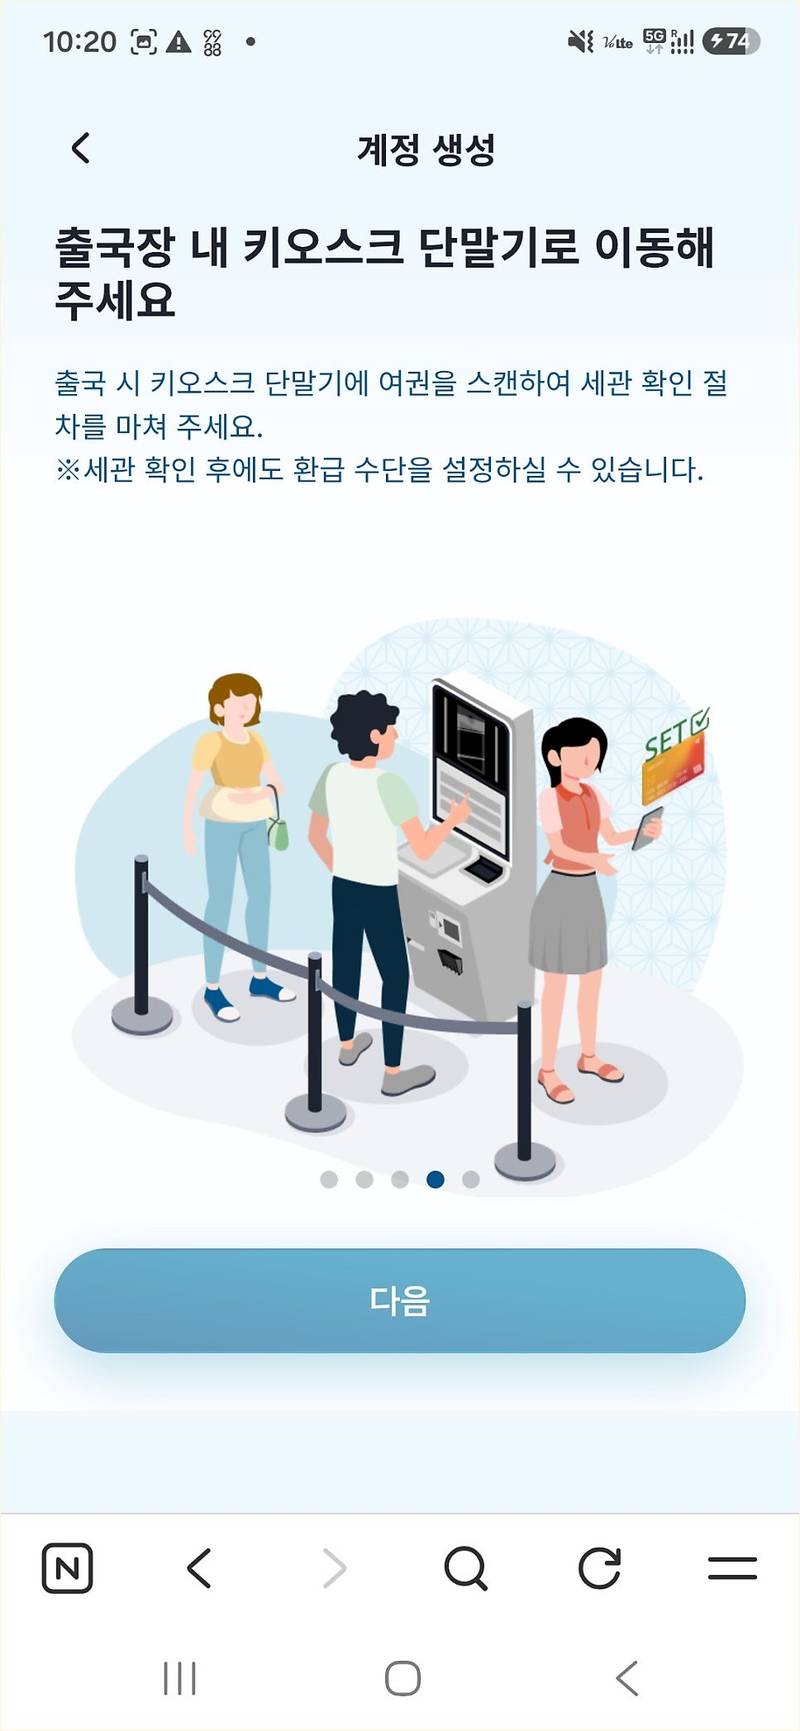 10:20
VoLTE 5G R 74
계정 생성
출국장 내 키오스크 단말기로 이동해
주세요
출국 시 키오스크 단말기에 여권을 스캔하여 세관 확인 절
차를 마쳐 주세요.
※세관 확인 후에도 환급 수단을 설정하실 수 있습니다.
SET
다음
N